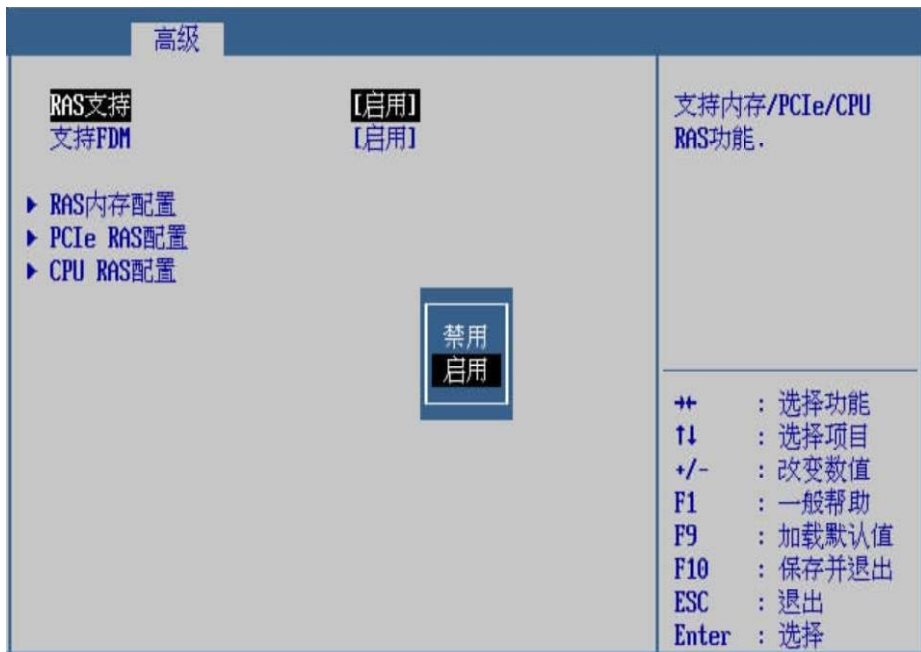 高级
RAS支持 [启用]
支持FDM [启用]
▶ RAS内存配置
▶ PCIe RAS配置
▶ CPU RAS配置
禁用
启用
支持内存/PCIe/CPU
RAS功能.
→← : 选择功能
↑↓ : 选择项目
+/- : 改变数值
F1 : 一般帮助
F9 : 加载默认值
F10 : 保存并退出
ESC : 退出
Enter : 选择